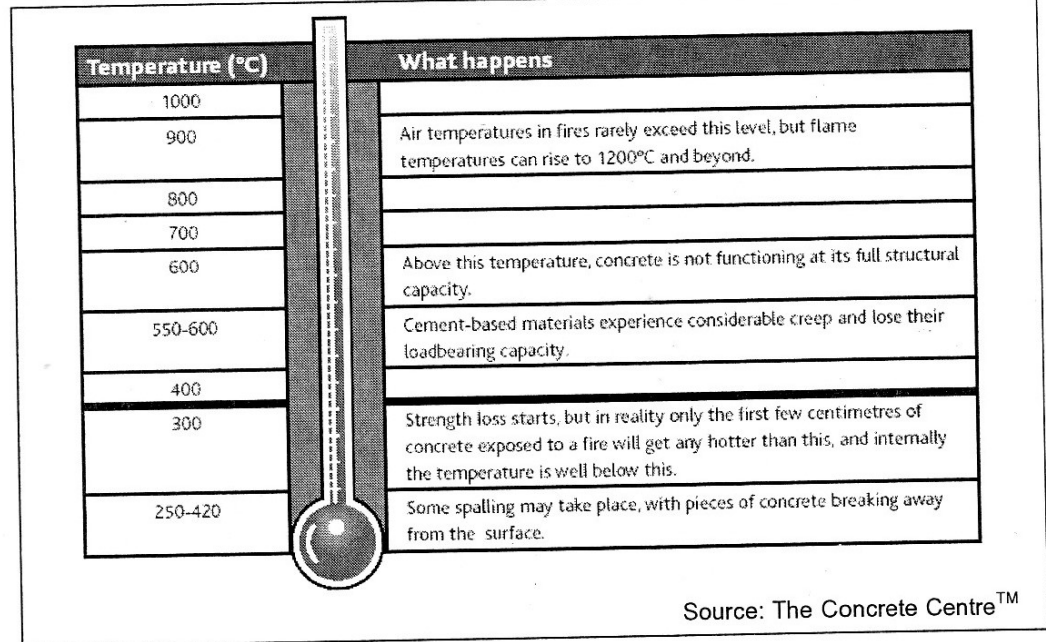 Temperature (°C) What happens
1000
900 Air temperatures in fires rarely exceed this level, but flame
temperatures can rise to 1200°C and beyond.
800
700
600 Above this temperature, concrete is not functioning at its full structural
capacity.
550-600 Cement-based materials experience considerable creep and lose their
loadbearing capacity.
400
300 Strength loss starts, but in reality only the first few centimetres of
concrete exposed to a fire will get any hotter than this, and internally
the temperature is well below this.
250-420 Some spalling may take place, with pieces of concrete breaking away
from the surface.
Source: The Concrete Centre™